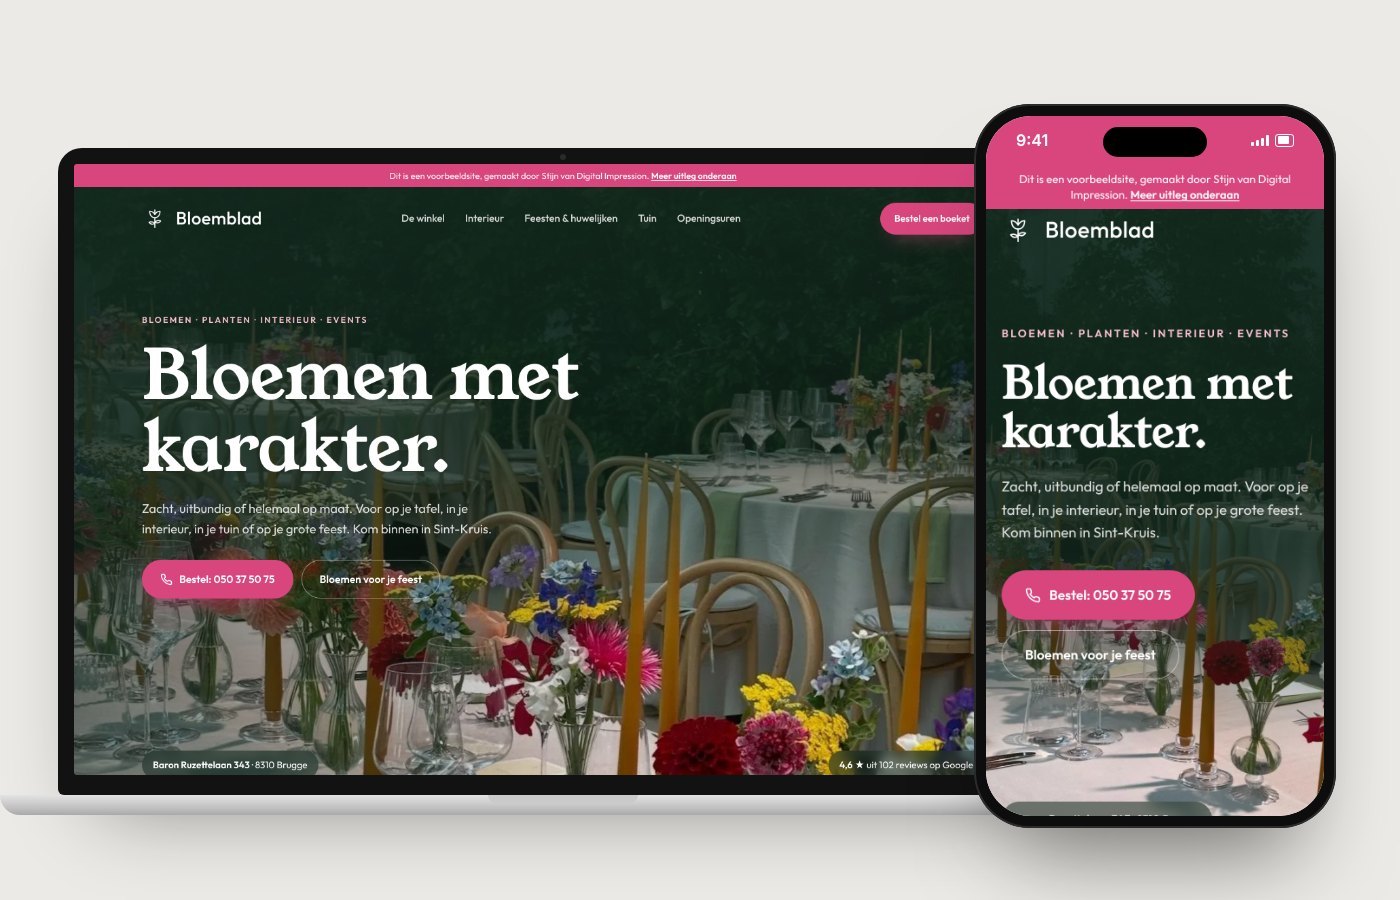 Dit is een voorbeeldsite, gemaakt door Stijn van Digital Impression. Meer uitleg onderaan
Bloemblad
De winkel
Interieur
Feesten & huwelijken
Tuin
Openingsuren
Bestel een boeket
BLOEMEN · PLANTEN · INTERIEUR · EVENTS
Bloemen met
karakter.
Zacht, uitbundig of helemaal op maat. Voor op je tafel, in je
interieur, in je tuin of op je grote feest. Kom binnen in Sint-Kruis.
Bestel: 050 37 50 75
Bloemen voor je feest
Baron Ruzettelaan 343 · 8310 Brugge
4,6 ★ uit 102 reviews op Google
9:41
Dit is een voorbeeldsite, gemaakt door Stijn van Digital
Impression. Meer uitleg onderaan
Bloemblad
BLOEMEN · PLANTEN · INTERIEUR · EVENTS
Bloemen met
karakter.
Zacht, uitbundig of helemaal op maat. Voor op je
tafel, in je interieur, in je tuin of op je grote feest.
Kom binnen in Sint-Kruis.
Bestel: 050 37 50 75
Bloemen voor je feest